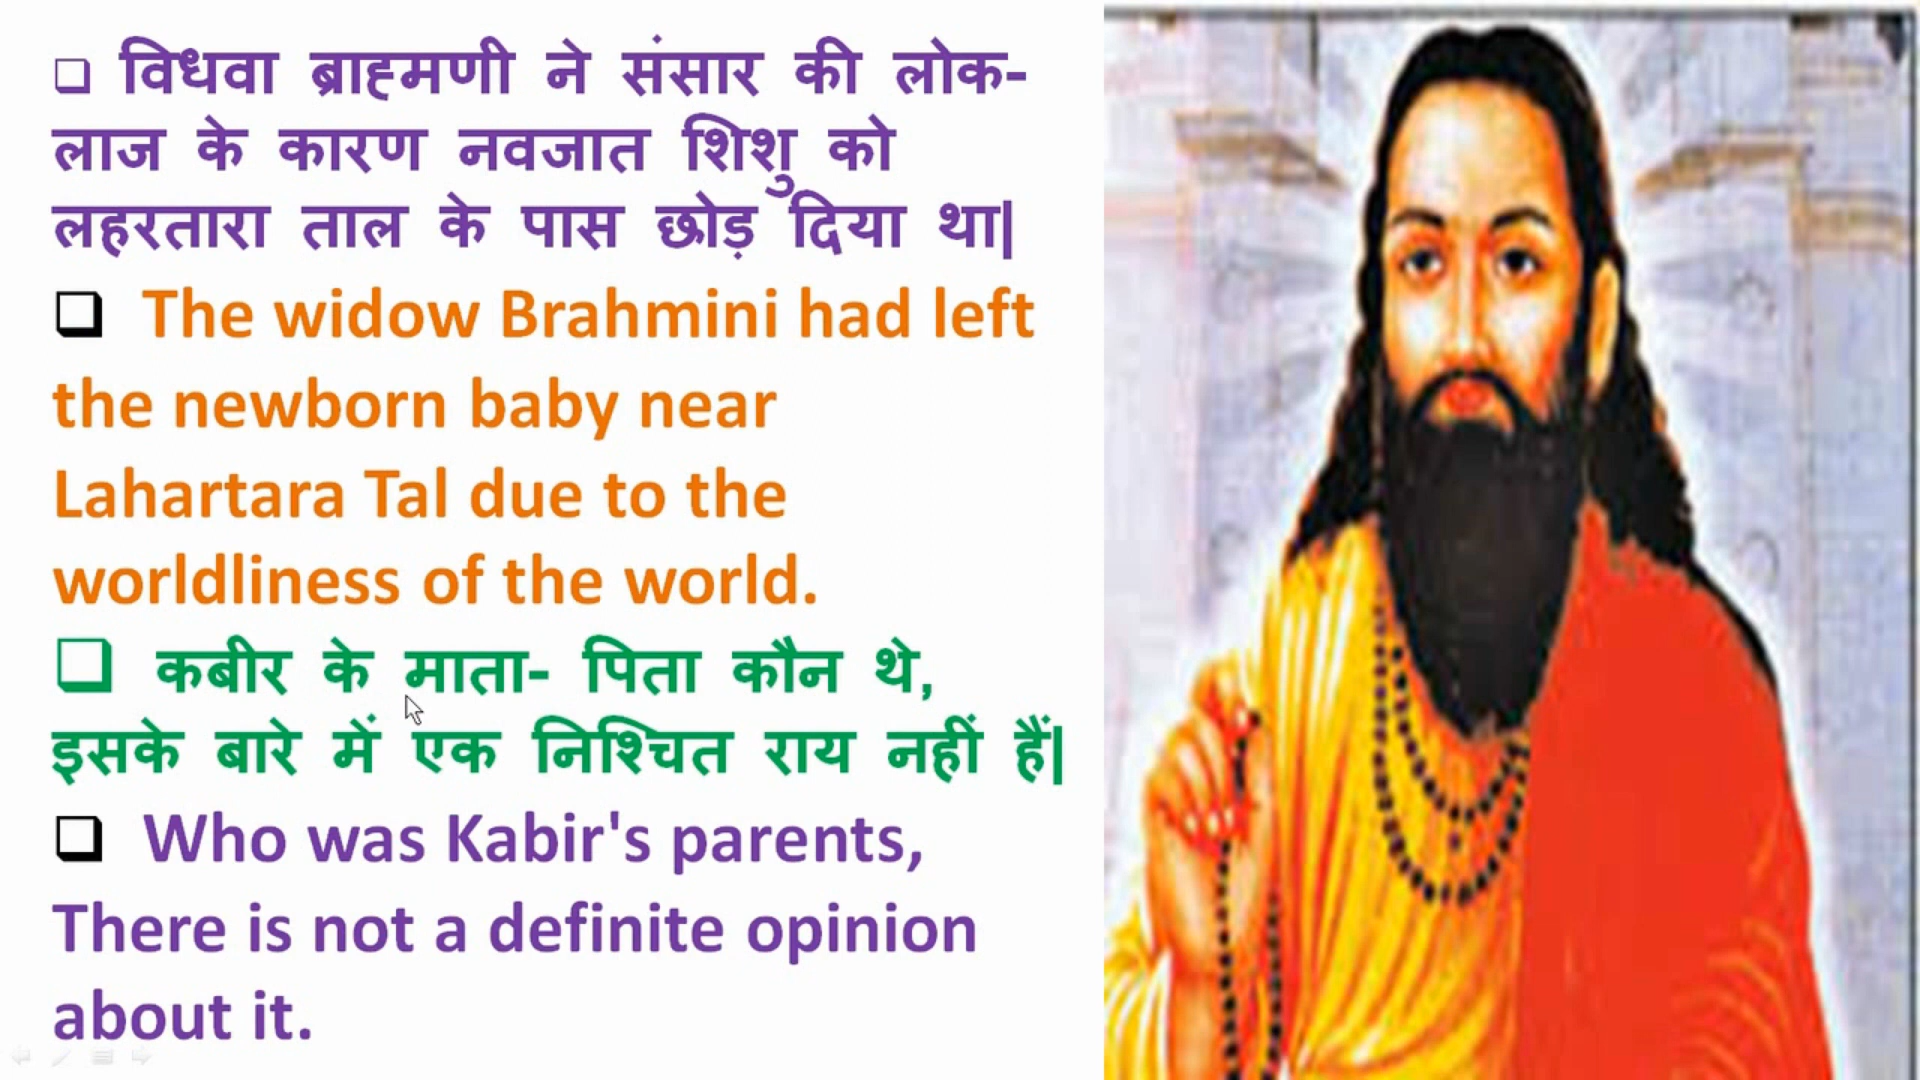 विधवा ब्राह्मणी ने संसार की लोक-
लाज के कारण नवजात शिशु को
लहरतारा ताल के पास छोड़ दिया था|
The widow Brahmini had left
the newborn baby near
Lahartara Tal due to the
worldliness of the world.
कबीर के माता- पिता कौन थे,
इसके बारे में एक निश्चित राय नहीं हैं|
Who was Kabir's parents,
There is not a definite opinion
about it.